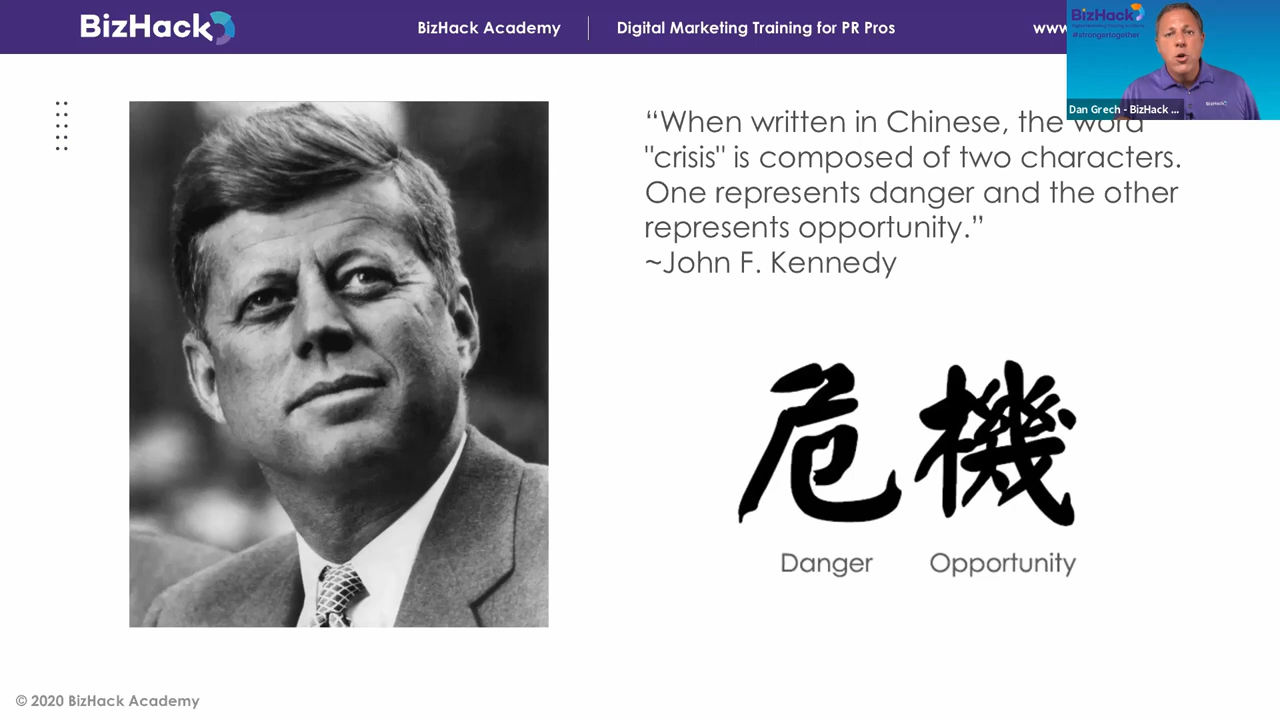 BizHack
BizHack Academy
Digital Marketing Training for PR Pros
www
BizHack
#strongertogether
BizHack
Dan Grech - BizHack ...
“When written in Chinese, the word
"crisis" is composed of two characters.
One represents danger and the other
represents opportunity.”
~John F. Kennedy
危機
Danger Opportunity
© 2020 BizHack Academy